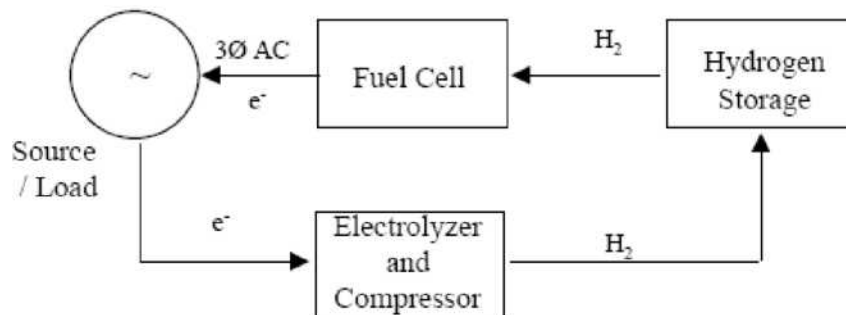 3Ø AC
~
e-
Fuel Cell
H2
Hydrogen
Storage
Source
/ Load
e-
Electrolyzer
and
Compressor
H2